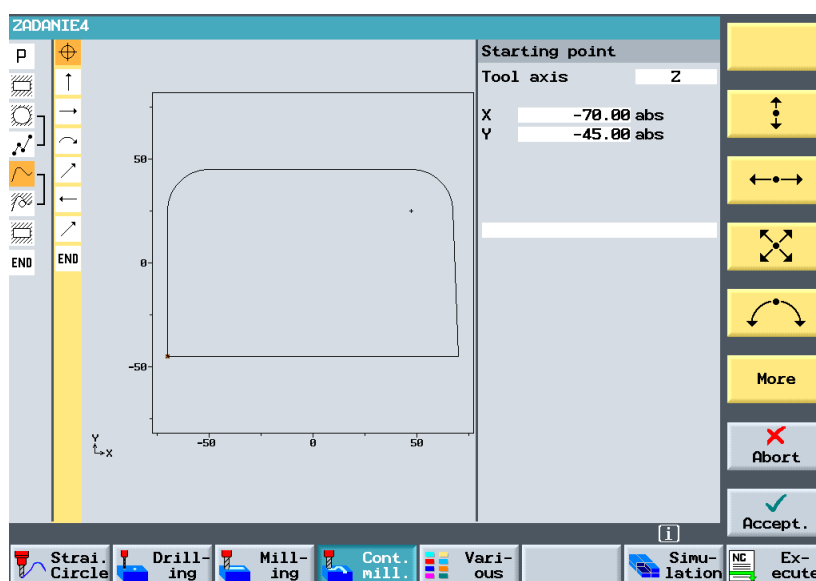 ZADANIE4
P
END
END
50
0
-50
-50
0
50
Y
X
Starting point
Tool axis Z
X -70.00 abs
Y -45.00 abs
More
Abort
Accept.
i
Strai. Circle
Drill- ing
Mill- ing
Cont. mill.
Vari- ous
Simu- lation
NC Ex- ecute